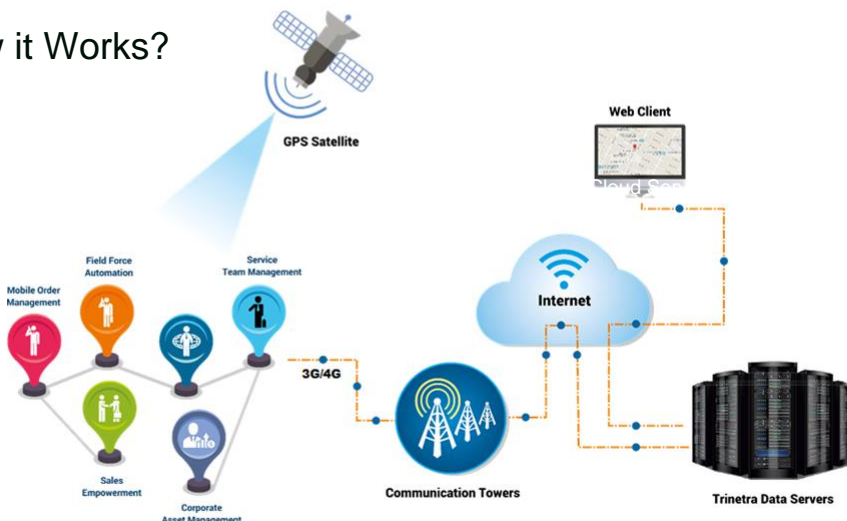 it Works?
GPS Satellite
Web Client
Cloud
Internet
Field Force
Automation
Service
Team Management
Mobile Order
Management
3G/4G
Sales
Empowerment
Corporate
Asset Management
Communication Towers
Trinetra Data Servers